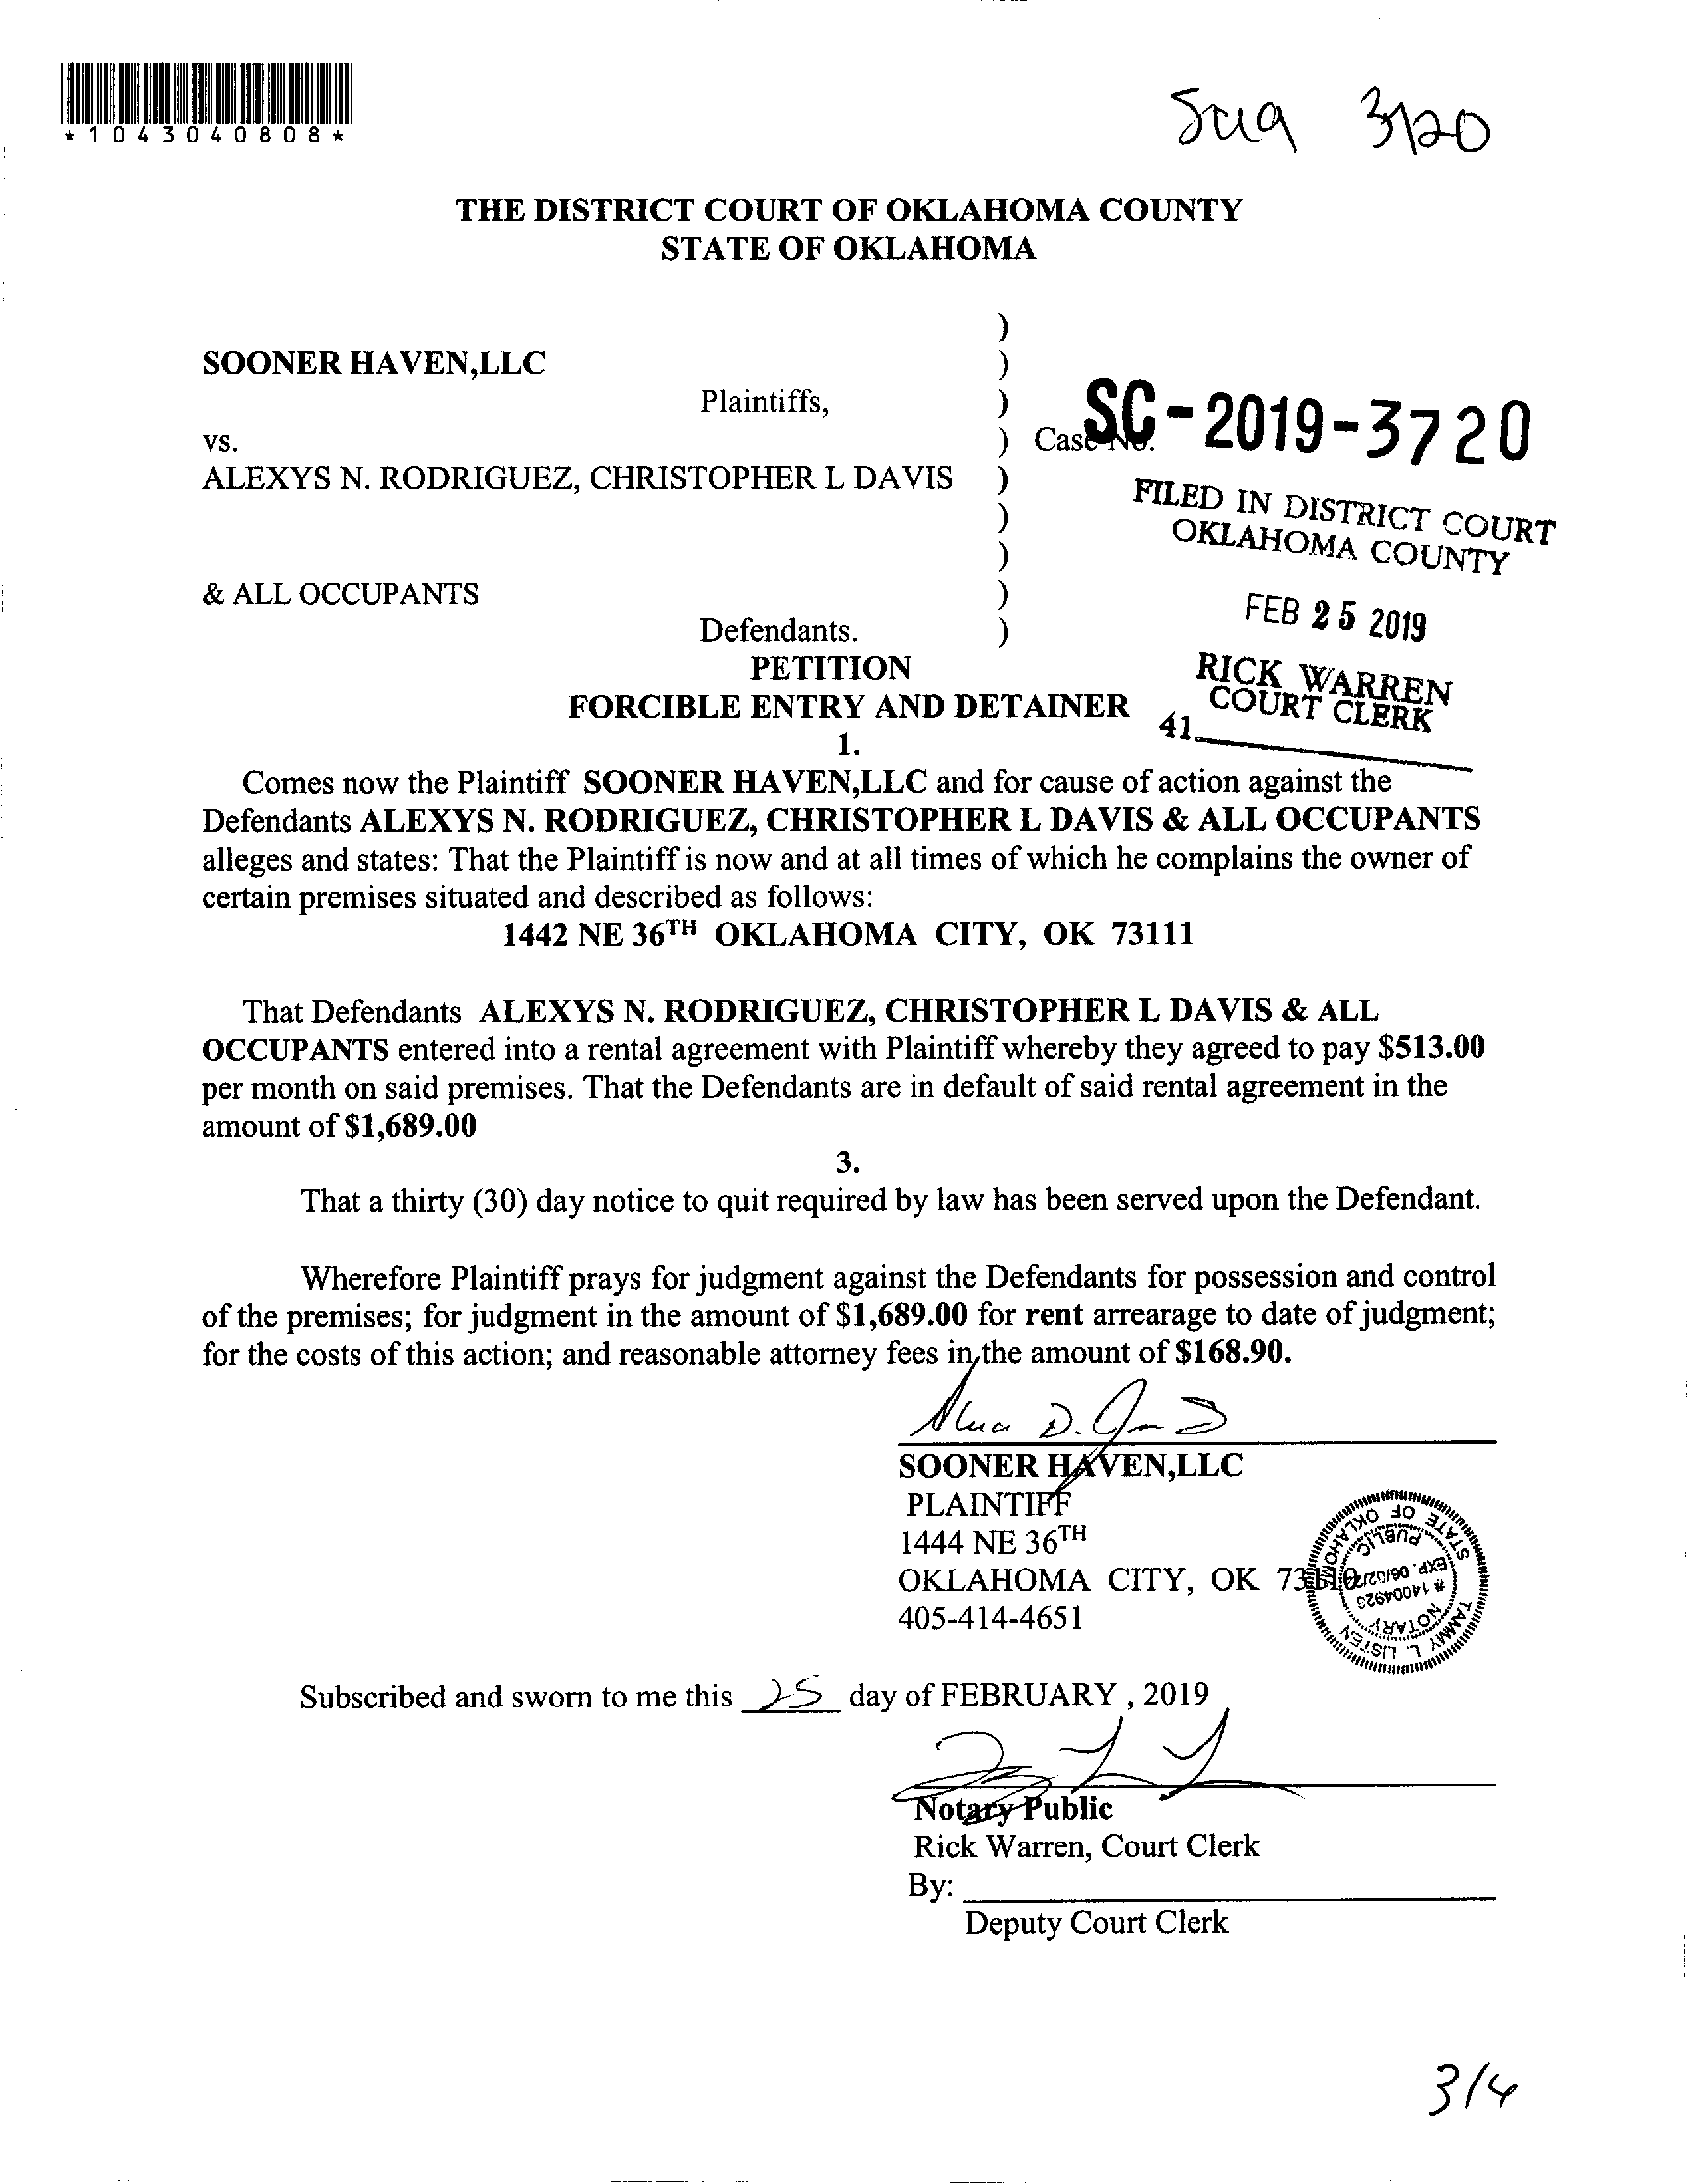 *1043040808*
THE DISTRICT COURT OF OKLAHOMA COUNTY
STATE OF OKLAHOMA
)
SOONER HAVEN,LLC )
Plaintiffs, )
vs. ) Case No. SC-2019-3720
ALEXYS N. RODRIGUEZ, CHRISTOPHER L DAVIS )
)
)
& ALL OCCUPANTS )
Defendants. )
FILED IN DISTRICT COURT
OKLAHOMA COUNTY
FEB 25 2019
RICK WARREN
COURT CLERK
41
PETITION
FORCIBLE ENTRY AND DETAINER
1.
Comes now the Plaintiff SOONER HAVEN,LLC and for cause of action against the
Defendants ALEXYS N. RODRIGUEZ, CHRISTOPHER L DAVIS & ALL OCCUPANTS
alleges and states: That the Plaintiff is now and at all times of which he complains the owner of
certain premises situated and described as follows:
1442 NE 36TH OKLAHOMA CITY, OK 73111
That Defendants ALEXYS N. RODRIGUEZ, CHRISTOPHER L DAVIS & ALL
OCCUPANTS entered into a rental agreement with Plaintiff whereby they agreed to pay $513.00
per month on said premises. That the Defendants are in default of said rental agreement in the
amount of $1,689.00
3.
That a thirty (30) day notice to quit required by law has been served upon the Defendant.
Wherefore Plaintiff prays for judgment against the Defendants for possession and control
of the premises; for judgment in the amount of $1,689.00 for rent arrearage to date of judgment;
for the costs of this action; and reasonable attorney fees in the amount of $168.90.
SOONER HAVEN,LLC
PLAINTIFF
1444 NE 36TH
OKLAHOMA CITY, OK
405-414-4651
TAMMY L. LISTEN
NOTARY
# 14004923
EXP.
PUBLIC
STATE OF OKLAHOMA
Subscribed and sworn to me this 25 day of FEBRUARY , 2019
Notary Public
Rick Warren, Court Clerk
By:
Deputy Court Clerk
3/4